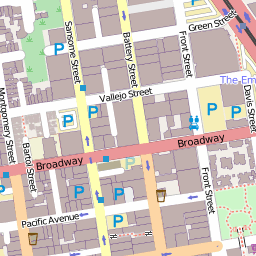 Green Street
Sansome Street
Battery Street
Front Street
The Em
Vallejo Street
Davis Street
Montgomery Street
Bartol Street
Broadway
Broadway
Front Street
Pacific Avenue
P
P
P
P
P
P
P
P
P